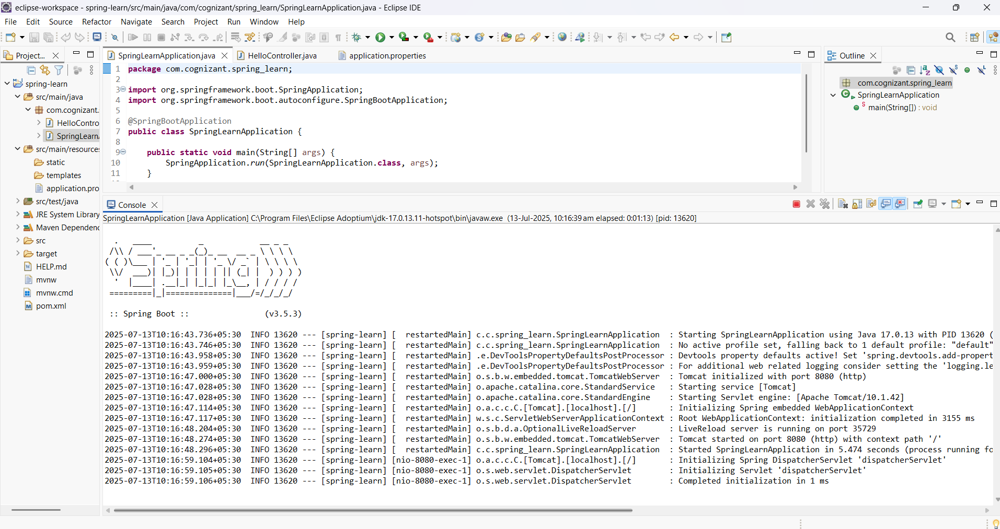 eclipse-workspace - spring-learn/src/main/java/com/cognizant/spring_learn/SpringLearnApplication.java - Eclipse IDE
File Edit Source Refactor Navigate Search Project Run Window Help
Project...
spring-learn
src/main/java
com.cognizant.
HelloContro
SpringLearn
src/main/resources
static
templates
application.pro
src/test/java
JRE System Library
Maven Dependenc
src
target
HELP.md
mvnw
mvnw.cmd
pom.xml
SpringLearnApplication.java HelloController.java application.properties
1 package com.cognizant.spring_learn;
2
3 import org.springframework.boot.SpringApplication;
4 import org.springframework.boot.autoconfigure.SpringBootApplication;
5
6 @SpringBootApplication
7 public class SpringLearnApplication {
8
9 public static void main(String[] args) {
10 SpringApplication.run(SpringLearnApplication.class, args);
11 }
Outline
com.cognizant.spring_learn
SpringLearnApplication
main(String[]) : void
Console
SpringLearnApplication [Java Application] C:\Program Files\Eclipse Adoptium\jdk-17.0.13.11-hotspot\bin\javaw.exe (13-Jul-2025, 10:16:39 am elapsed: 0:01:13) [pid: 13620]
Spring
:: Spring Boot :: (v3.5.3)
2025-07-13T10:16:43.736+05:30 INFO 13620 --- [spring-learn] [ restartedMain] c.c.spring_learn.SpringLearnApplication : Starting SpringLearnApplication using Java 17.0.13 with PID 13620 (
2025-07-13T10:16:43.746+05:30 INFO 13620 --- [spring-learn] [ restartedMain] c.c.spring_learn.SpringLearnApplication : No active profile set, falling back to 1 default profile: "default"
2025-07-13T10:16:43.958+05:30 INFO 13620 --- [spring-learn] [ restartedMain] .e.DevToolsPropertyDefaultsPostProcessor : Devtools property defaults active! Set 'spring.devtools.add-propert
2025-07-13T10:16:43.959+05:30 INFO 13620 --- [spring-learn] [ restartedMain] .e.DevToolsPropertyDefaultsPostProcessor : For additional web related logging consider setting the 'logging.le
2025-07-13T10:16:47.000+05:30 INFO 13620 --- [spring-learn] [ restartedMain] o.s.b.w.embedded.tomcat.TomcatWebServer : Tomcat initialized with port 8080 (http)
2025-07-13T10:16:47.028+05:30 INFO 13620 --- [spring-learn] [ restartedMain] o.apache.catalina.core.StandardService : Starting service [Tomcat]
2025-07-13T10:16:47.028+05:30 INFO 13620 --- [spring-learn] [ restartedMain] o.apache.catalina.core.StandardEngine : Starting Servlet engine: [Apache Tomcat/10.1.42]
2025-07-13T10:16:47.114+05:30 INFO 13620 --- [spring-learn] [ restartedMain] o.a.c.c.C.[Tomcat].[localhost].[/] : Initializing Spring embedded WebApplicationContext
2025-07-13T10:16:47.117+05:30 INFO 13620 --- [spring-learn] [ restartedMain] w.s.c.ServletWebServerApplicationContext : Root WebApplicationContext: initialization completed in 3155 ms
2025-07-13T10:16:48.204+05:30 INFO 13620 --- [spring-learn] [ restartedMain] o.s.b.d.a.OptionalLiveReloadServer : LiveReload server is running on port 35729
2025-07-13T10:16:48.274+05:30 INFO 13620 --- [spring-learn] [ restartedMain] o.s.b.w.embedded.tomcat.TomcatWebServer : Tomcat started on port 8080 (http) with context path '/'
2025-07-13T10:16:48.296+05:30 INFO 13620 --- [spring-learn] [ restartedMain] c.c.spring_learn.SpringLearnApplication : Started SpringLearnApplication in 5.474 seconds (process running fo
2025-07-13T10:16:59.104+05:30 INFO 13620 --- [spring-learn] [nio-8080-exec-1] o.a.c.c.C.[Tomcat].[localhost].[/] : Initializing Spring DispatcherServlet 'dispatcherServlet'
2025-07-13T10:16:59.105+05:30 INFO 13620 --- [spring-learn] [nio-8080-exec-1] o.s.web.servlet.DispatcherServlet : Initializing Servlet 'dispatcherServlet'
2025-07-13T10:16:59.106+05:30 INFO 13620 --- [spring-learn] [nio-8080-exec-1] o.s.web.servlet.DispatcherServlet : Completed initialization in 1 ms